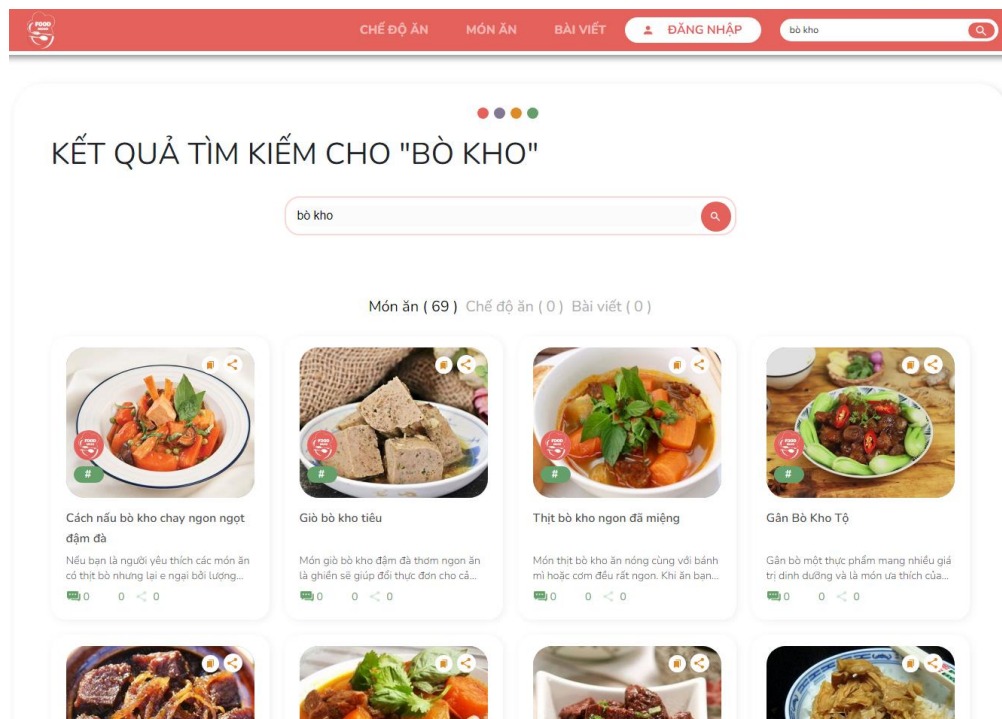 FOOD
CHẾ ĐỘ ĂN
MÓN ĂN
BÀI VIẾT
ĐĂNG NHẬP
bò kho
KẾT QUẢ TÌM KIẾM CHO "BÒ KHO"
bò kho
Món ăn ( 69 ) Chế độ ăn ( 0 ) Bài viết ( 0 )
FOOD
#
Cách nấu bò kho chay ngon ngọt
đậm đà
Nếu bạn là người yêu thích các món ăn
có thịt bò nhưng lại e ngại bởi lượng...
0 0 0
FOOD
#
Giò bò kho tiêu
Món giò bò kho đậm đà thơm ngon ăn
là ghiền sẽ giúp đổi thực đơn cho cả...
0 0 0
FOOD
#
Thịt bò kho ngon đã miệng
Món thịt bò kho ăn nóng cùng với bánh
mì hoặc cơm đều rất ngon. Khi ăn bạn...
0 0 0
FOOD
#
Gân Bò Kho Tộ
Gân bò một thực phẩm mang nhiều giá
trị dinh dưỡng và là món ưa thích của...
0 0 0